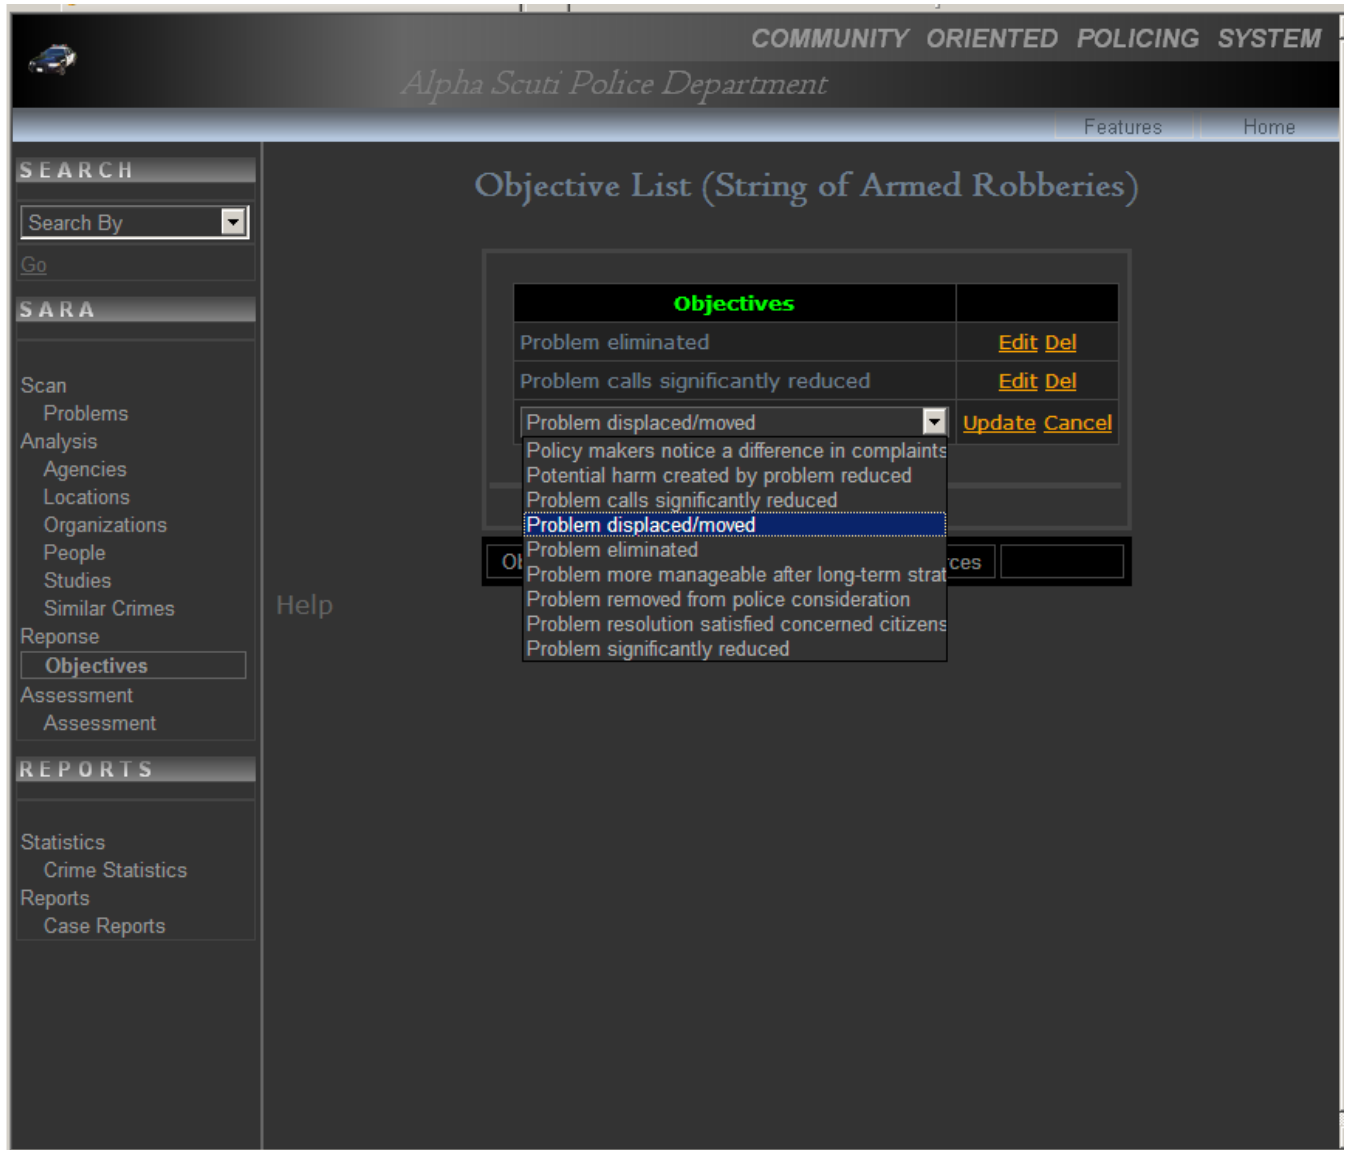 COMMUNITY ORIENTED POLICING SYSTEM
Alpha Scuti Police Department
Features Home
SEARCH
Search By
Go
SARA
Scan
Problems
Analysis
Agencies
Locations
Organizations
People
Studies
Similar Crimes
Reponse
Objectives
Assessment
Assessment
REPORTS
Statistics
Crime Statistics
Reports
Case Reports
Help
Objective List (String of Armed Robberies)
Objectives
Problem eliminated Edit Del
Problem calls significantly reduced Edit Del
Problem displaced/moved Update Cancel
Policy makers notice a difference in complaints
Potential harm created by problem reduced
Problem calls significantly reduced
Problem displaced/moved
Problem eliminated
Problem more manageable after long-term strat
Problem removed from police consideration
Problem resolution satisfied concerned citizens
Problem significantly reduced